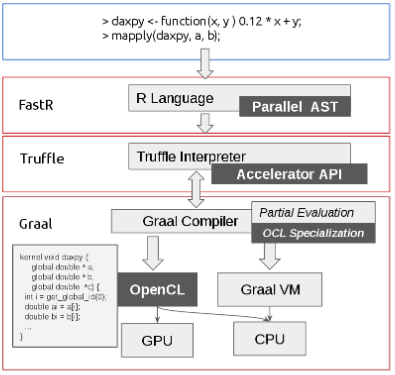 > daxpy <- function(x, y ) 0.12 * x + y;
> mapply(daxpy, a, b);
FastR
R Language
Parallel AST
Truffle
Truffle Interpreter
Accelerator API
Graal
Graal Compiler
Partial Evaluation
OCL Specialization
kernel void daxpy (
global double * a,
global double * b,
global double *c) {
int i = get_global_id(0);
double ai = a[i];
double bi = b[i];
...
}
OpenCL
Graal VM
GPU
CPU